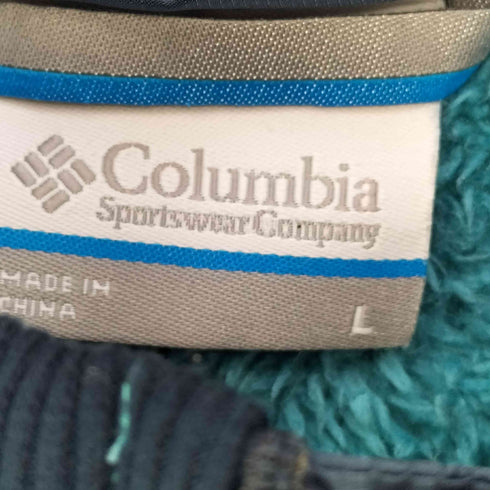 Columbia
Sportswear Company
MADE IN
CHINA
L